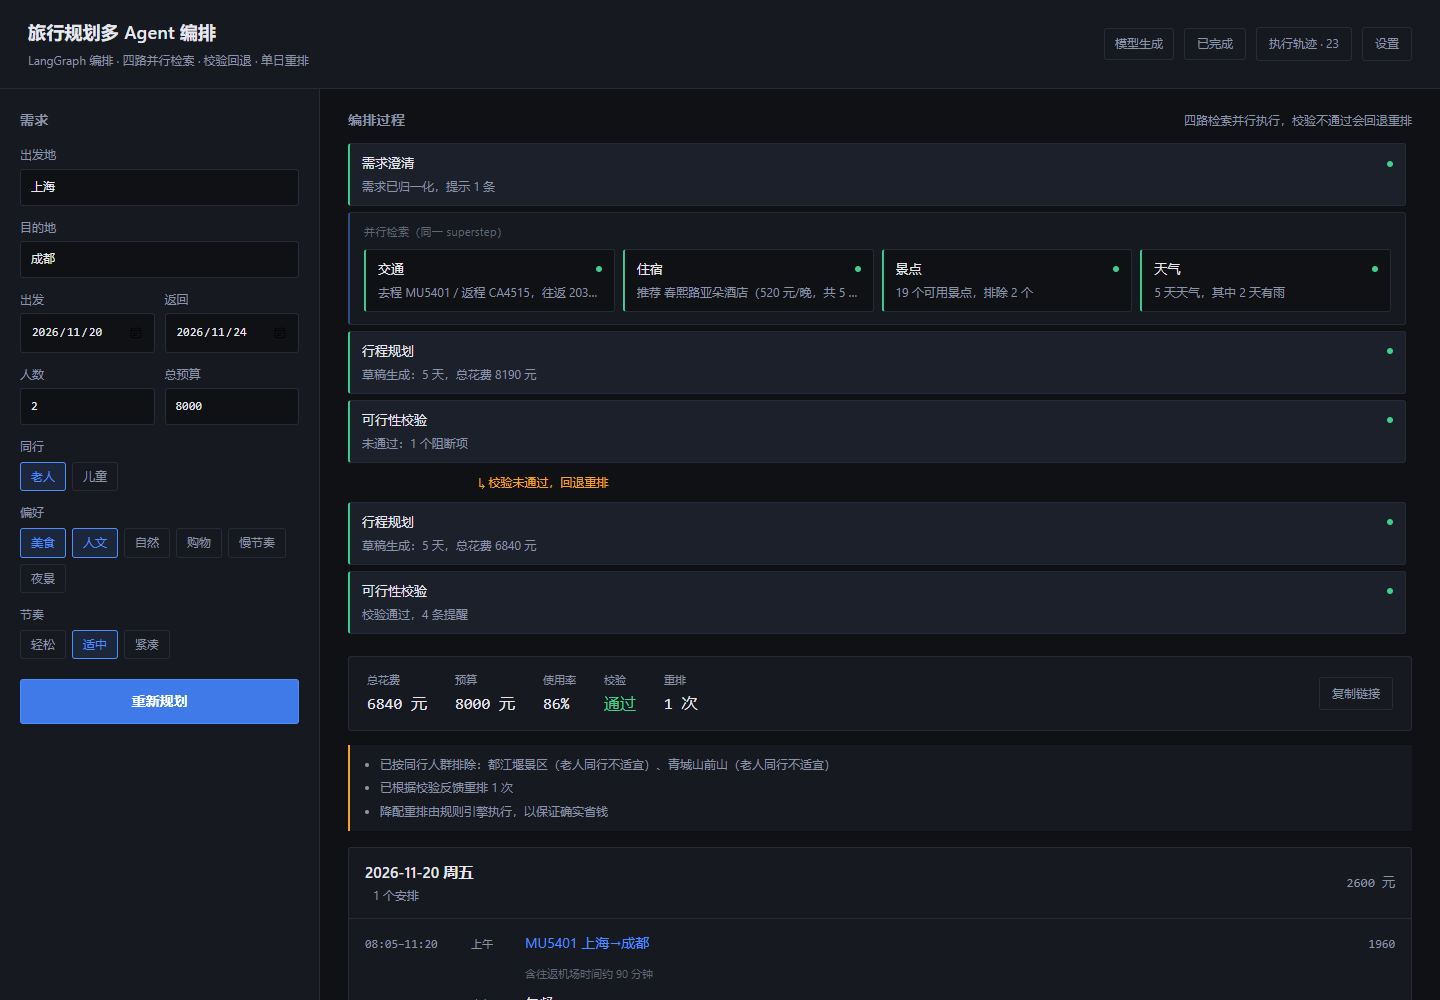 旅行规划多 Agent 编排
LangGraph 编排 · 四路并行检索 · 校验回退 · 单日重排
模型生成
已完成
执行轨迹 · 23
设置
需求
出发地
上海
目的地
成都
出发
返回
2026/11/20
2026/11/24
人数
总预算
2
8000
同行
老人
儿童
偏好
美食
人文
自然
购物
慢节奏
夜景
节奏
轻松
适中
紧凑
重新规划
编排过程
四路检索并行执行，校验不通过会回退重排
需求澄清
需求已归一化，提示 1 条
并行检索（同一 superstep）
交通
去程 MU5401 / 返程 CA4515，往返 203...
住宿
推荐 春熙路亚朵酒店（520 元/晚，共 5 ...
景点
19 个可用景点，排除 2 个
天气
5 天天气，其中 2 天有雨
行程规划
草稿生成：5 天，总花费 8190 元
可行性校验
未通过：1 个阻断项
↳ 校验未通过，回退重排
行程规划
草稿生成：5 天，总花费 6840 元
可行性校验
校验通过，4 条提醒
总花费
6840 元
预算
8000 元
使用率
86%
校验
通过
重排
1 次
复制链接
• 已按同行人群排除：都江堰景区（老人同行不适宜）、青城山前山（老人同行不适宜）
• 已根据校验反馈重排 1 次
• 降配重排由规则引擎执行，以保证确实省钱
2026-11-20 周五
1 个安排
2600 元
08:05–11:20
上午
MU5401 上海→成都
1960
含往返机场时间约 90 分钟